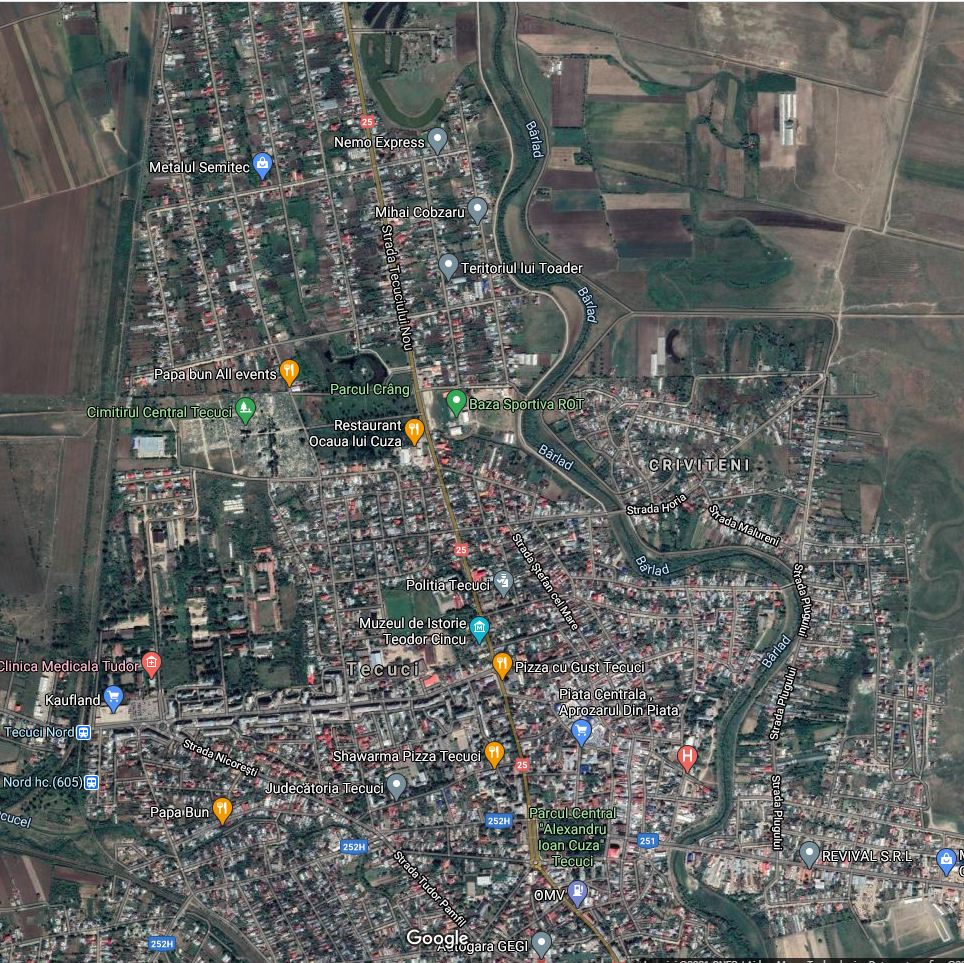 25
Bârlad
Nemo Express
Metalul Semitec
Mihai Cobzaru
Strada Tecuciului Nou
Teritoriul lui Toader
Bârlad
Papa bun All events
Parcul Crâng
Cimitirul Central Tecuci
Baza Sportiva ROT
Restaurant
Ocaua lui Cuza
Bârlad
CRIVITENI
Strada Horia
Strada Mălureni
25
Strada Ștefan cel Mare
Bârlad
Strada Plugului
Politia Tecuci
Muzeul de Istorie
Teodor Cincu
Bârlad
Clinica Medicala Tudor
Tecuci
Pizza cu Gust Tecuci
Strada Plugului
Kaufland
Piata Centrala ,
Aprozarul Din Piata
Tecuci Nord
Strada Nicorești
Shawarma Pizza Tecuci
25
H
Nord hc.(605)
Judecătoria Tecuci
Strada Plugului
Papa Bun
252H
Parcul Central
"Alexandru
Ioan Cuza"
Tecuci
252H
251
REVIVAL S.R.L
Strada Tudor Pamfil
OMV
252H
Google
Autogara GEGI